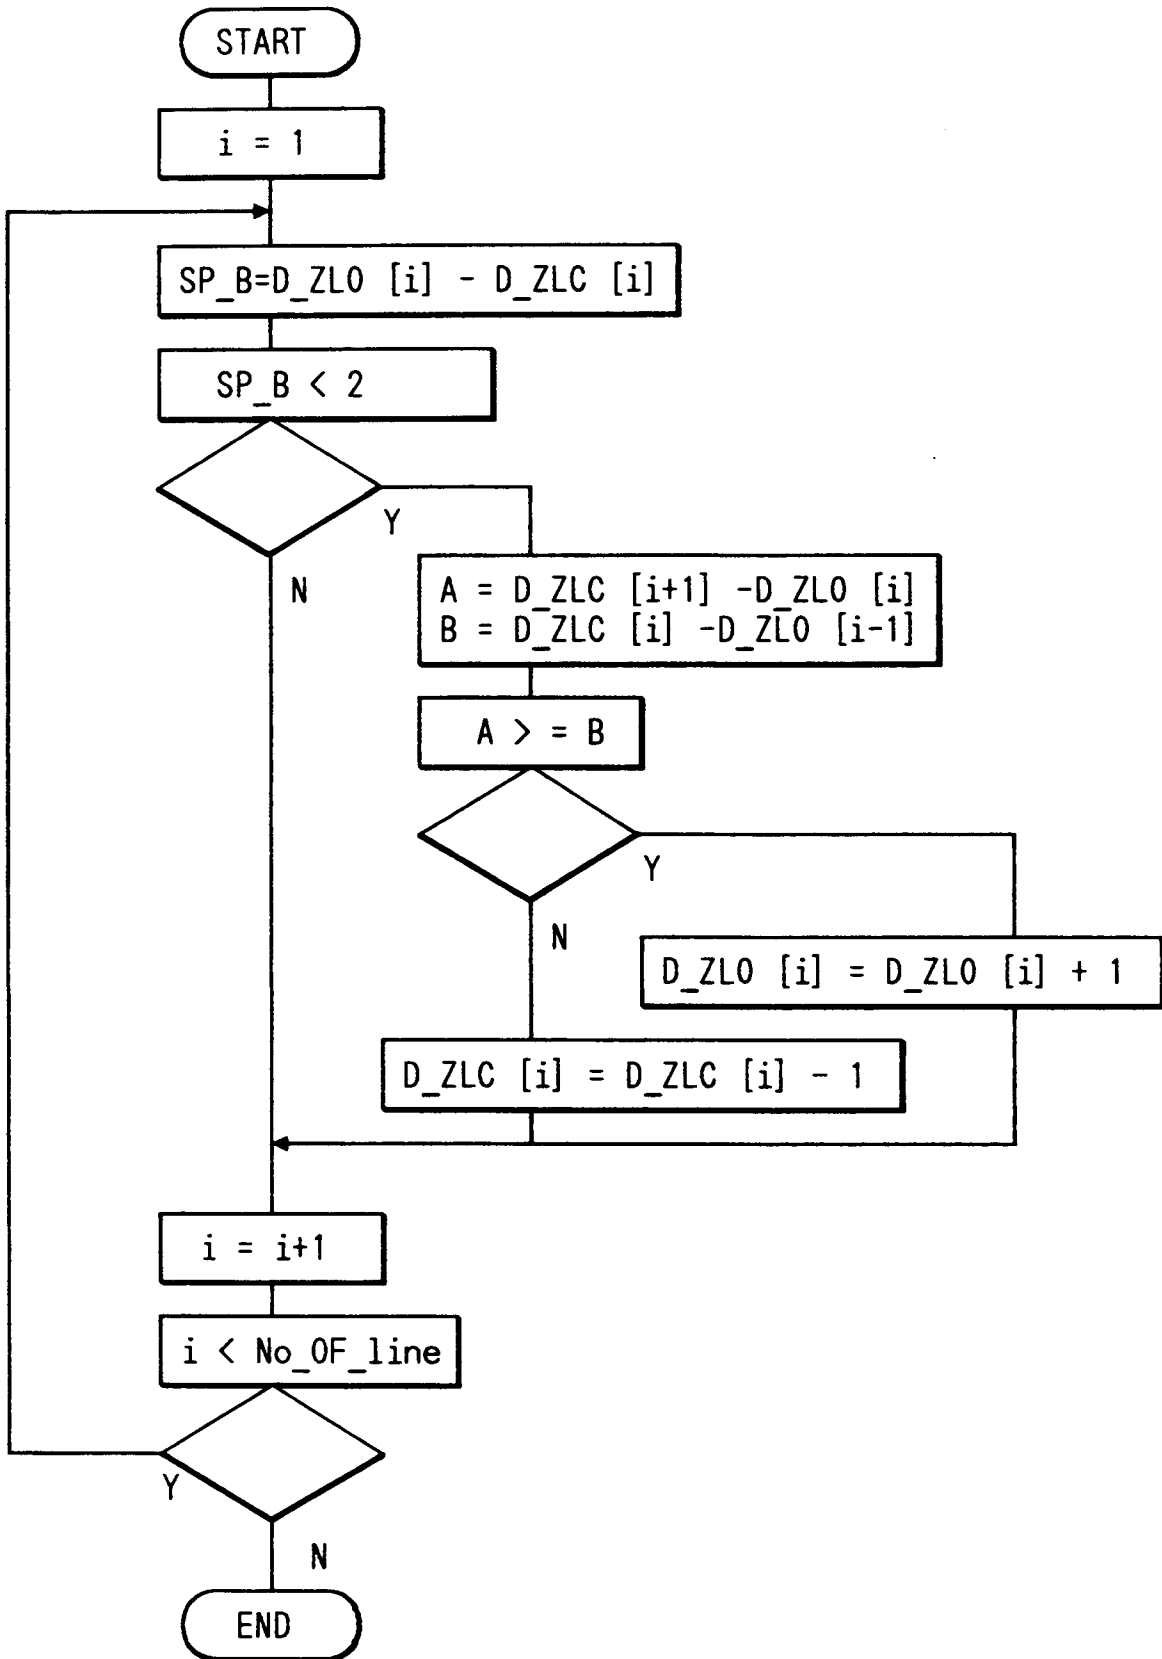 START
i = 1
SP_B=D_ZLO [i] - D_ZLC [i]
SP_B < 2
Y
N
A = D_ZLC [i+1] -D_ZLO [i]
B = D_ZLC [i] -D_ZLO [i-1]
A > = B
Y
N
D_ZLO [i] = D_ZLO [i] + 1
D_ZLC [i] = D_ZLC [i] - 1
i = i+1
i < No_OF_line
Y
N
END